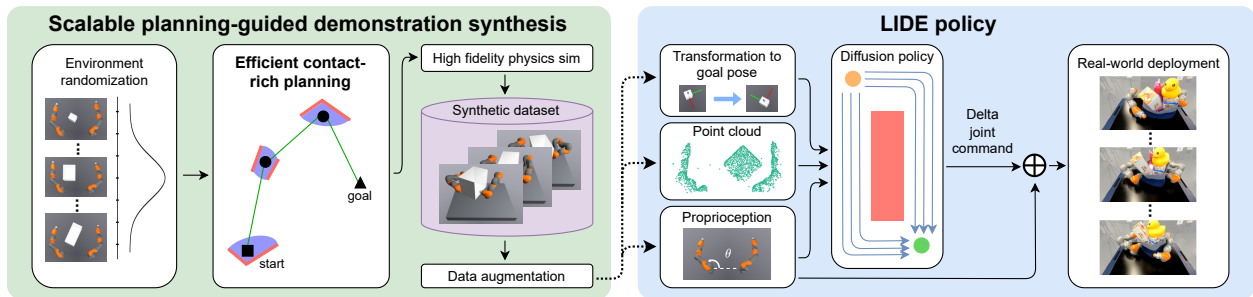 Scalable planning-guided demonstration synthesis
Environment
randomization
Efficient contact-
rich planning
start
goal
High fidelity physics sim
Synthetic dataset
Data augmentation
LIDE policy
Transformation to
goal pose
Point cloud
Proprioception
θ
Diffusion policy
Delta
joint
command
Real-world deployment